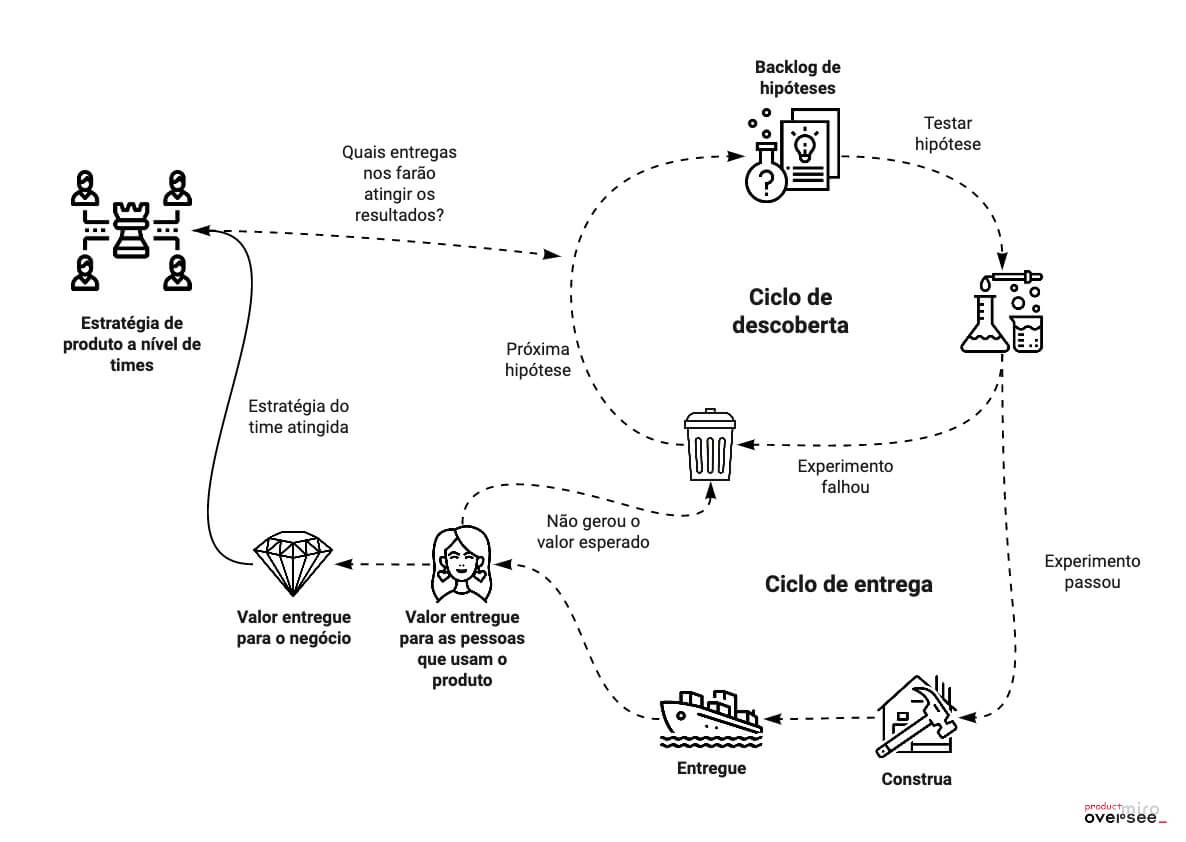 Backlog de
hipóteses
Testar
hipótese
Quais entregas
nos farão
atingir os
resultados?
?
Estratégia de
produto a nível de
times
Ciclo de
descoberta
Próxima
hipótese
Estratégia do
time atingida
Experimento
falhou
Não gerou o
valor esperado
Experimento
passou
Ciclo de entrega
Valor entregue
para o negócio
Valor entregue
para as pessoas
que usam o
produto
Entregue
Construa
product
oversee_
miro